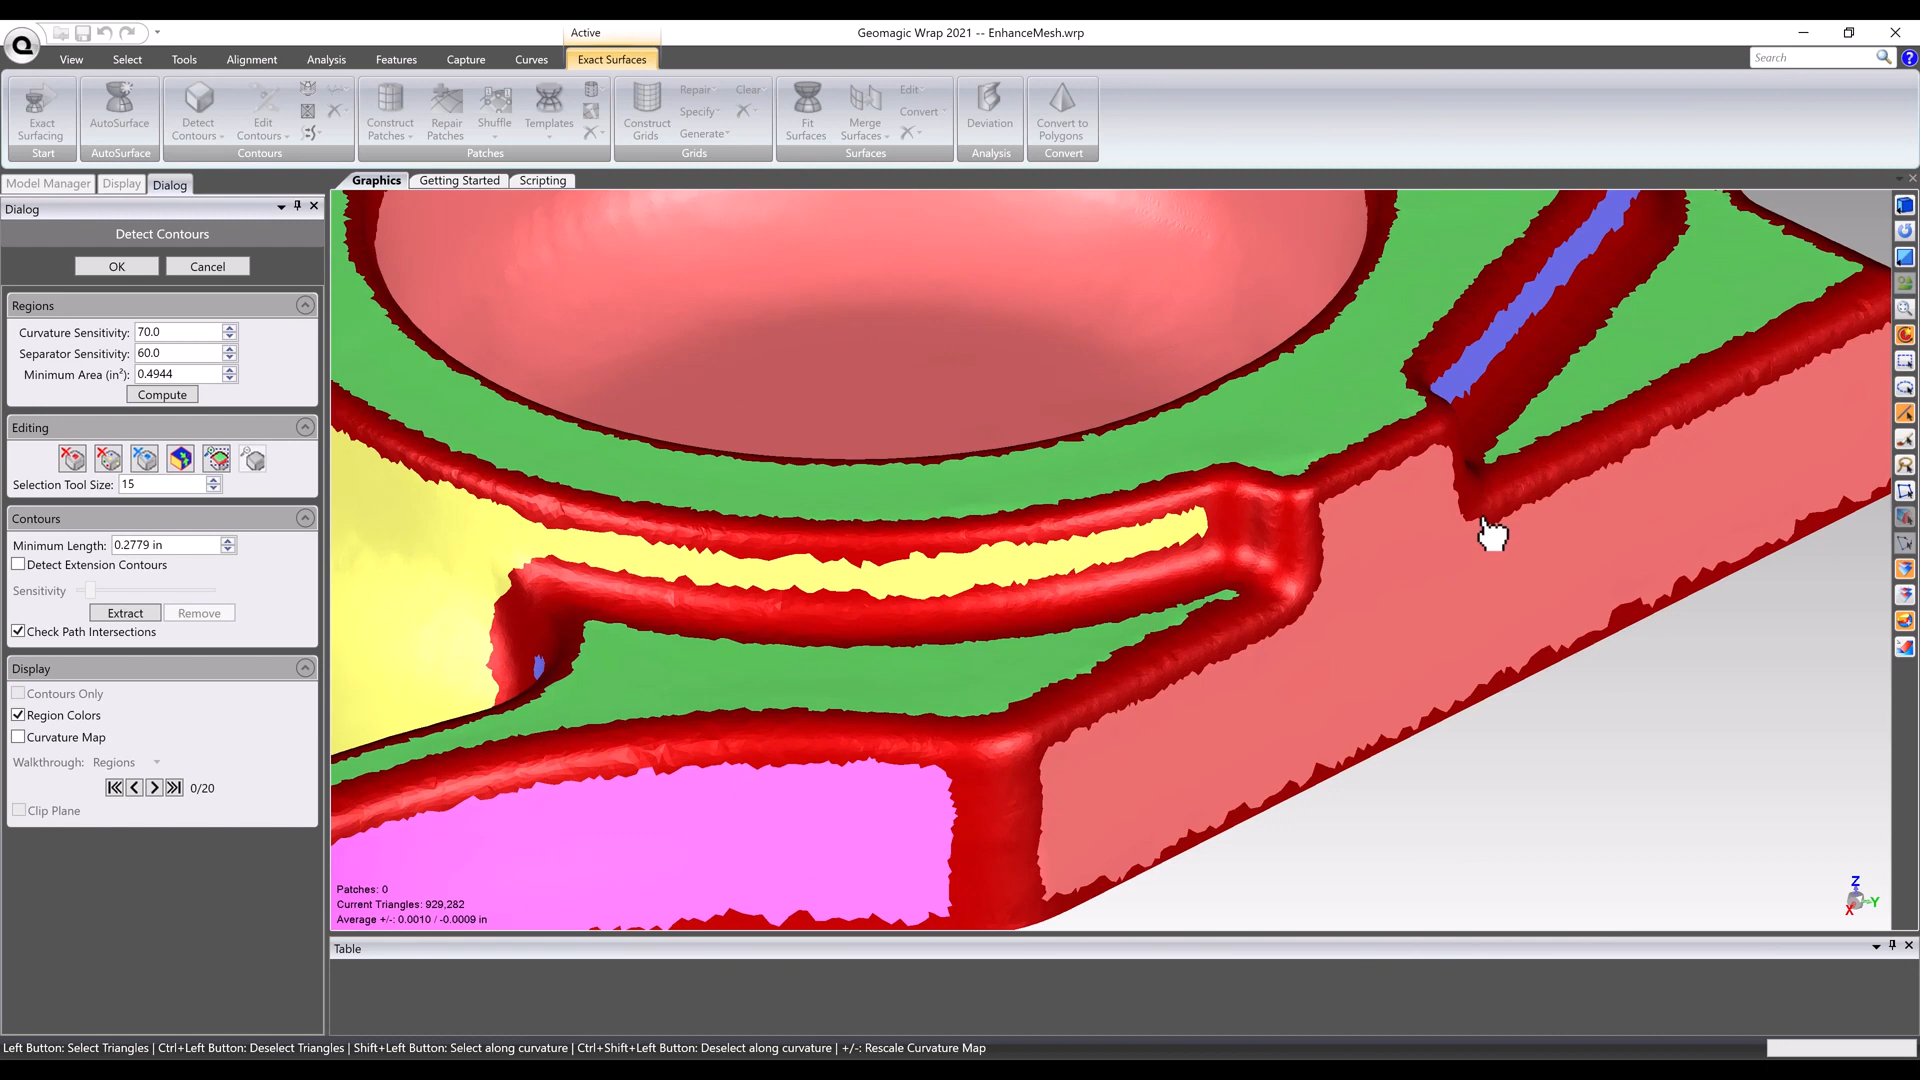 Active
Geomagic Wrap 2021 -- EnhanceMesh.wrp
View Select Tools Alignment Analysis Features Capture Curves Exact Surfaces
Search
Exact Surfacing
AutoSurface
Detect Contours
Edit Contours
Construct Patches
Repair Patches
Shuffle
Templates
Construct Grids
Repair
Clear
Specify
Generate
Fit Surfaces
Merge Surfaces
Edit
Convert
Deviation
Convert to Polygons
Start AutoSurface Contours Patches Grids Surfaces Analysis Convert
Model Manager Display Dialog
Graphics Getting Started Scripting
Dialog
Detect Contours
OK Cancel
Regions
Curvature Sensitivity: 70.0
Separator Sensitivity: 60.0
Minimum Area (in²): 0.4944
Compute
Editing
Selection Tool Size: 15
Contours
Minimum Length: 0.2779 in
Detect Extension Contours
Sensitivity
Extract Remove
Check Path Intersections
Display
Contours Only
Region Colors
Curvature Map
Walkthrough: Regions
0/20
Clip Plane
Patches: 0
Current Triangles: 929,282
Average +/-: 0.0010 / -0.0009 in
Z
Y
X
Table
Left Button: Select Triangles | Ctrl+Left Button: Deselect Triangles | Shift+Left Button: Select along curvature | Ctrl+Shift+Left Button: Deselect along curvature | +/-: Rescale Curvature Map